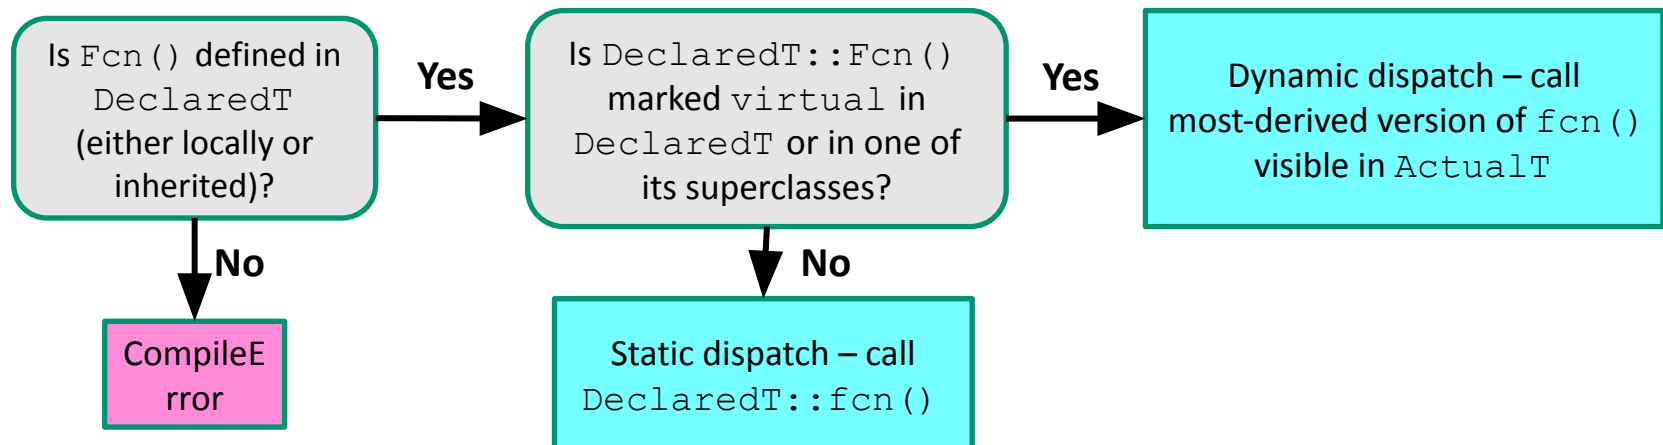 Is Fcn() defined in
DeclaredT
(either locally or
inherited)?
Yes
Is DeclaredT::Fcn()
marked virtual in
DeclaredT or in one of
its superclasses?
Yes
Dynamic dispatch – call
most-derived version of fcn()
visible in ActualT
No
No
CompileE
rror
Static dispatch – call
DeclaredT::fcn()